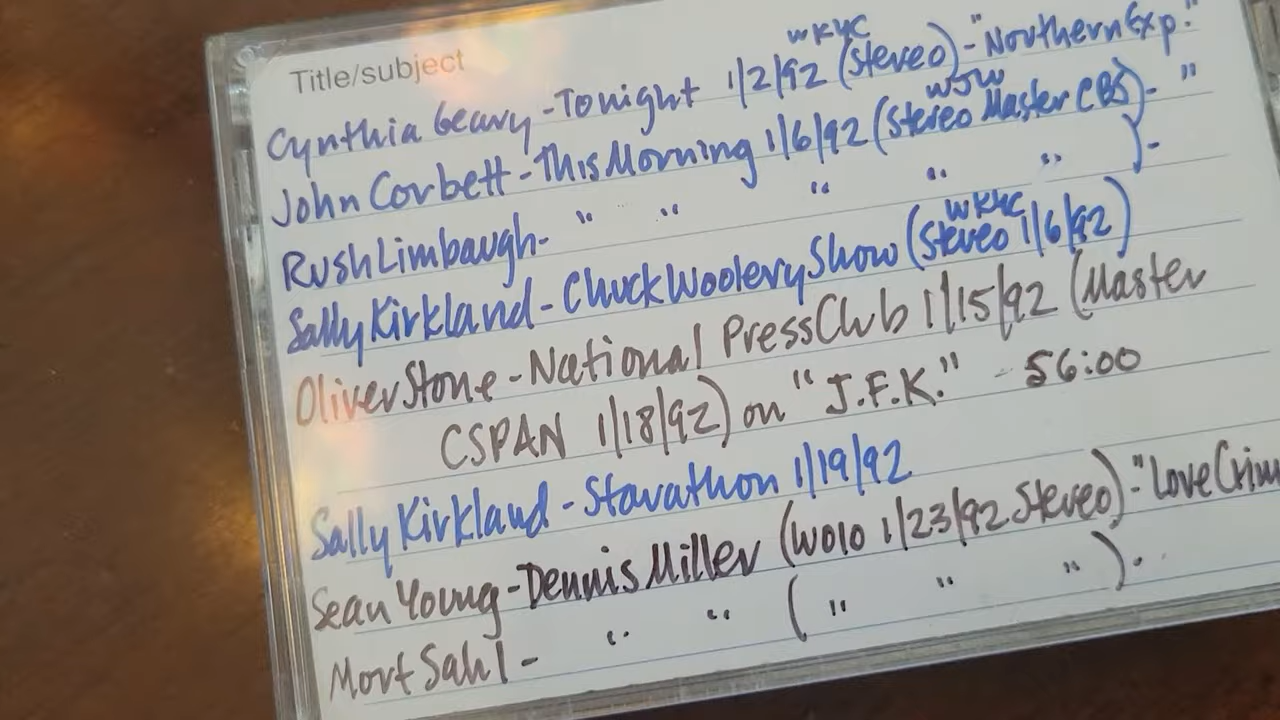 Title/subject
WKYC
Cynthia Geary - Tonight 1/2/92 (Stereo) - "Northern Exp."
WJW
John Corbett - This Morning 1/6/92 (Stereo Master CBS) - "
Rush Limbaugh - " " " " " ) -
WKYC
Sally Kirkland - Chuck Woolery Show (Stereo 1/6/92)
Oliver Stone - National Press Club 1/15/92 (Master
CSPAN 1/18/92) on "J.F.K." - 56:00
Sally Kirkland - Starathon 1/19/92
Sean Young - Dennis Miller (WOIO 1/23/92 Stereo) - "Love Crim
Mort Sahl - " " ( " " " ) -